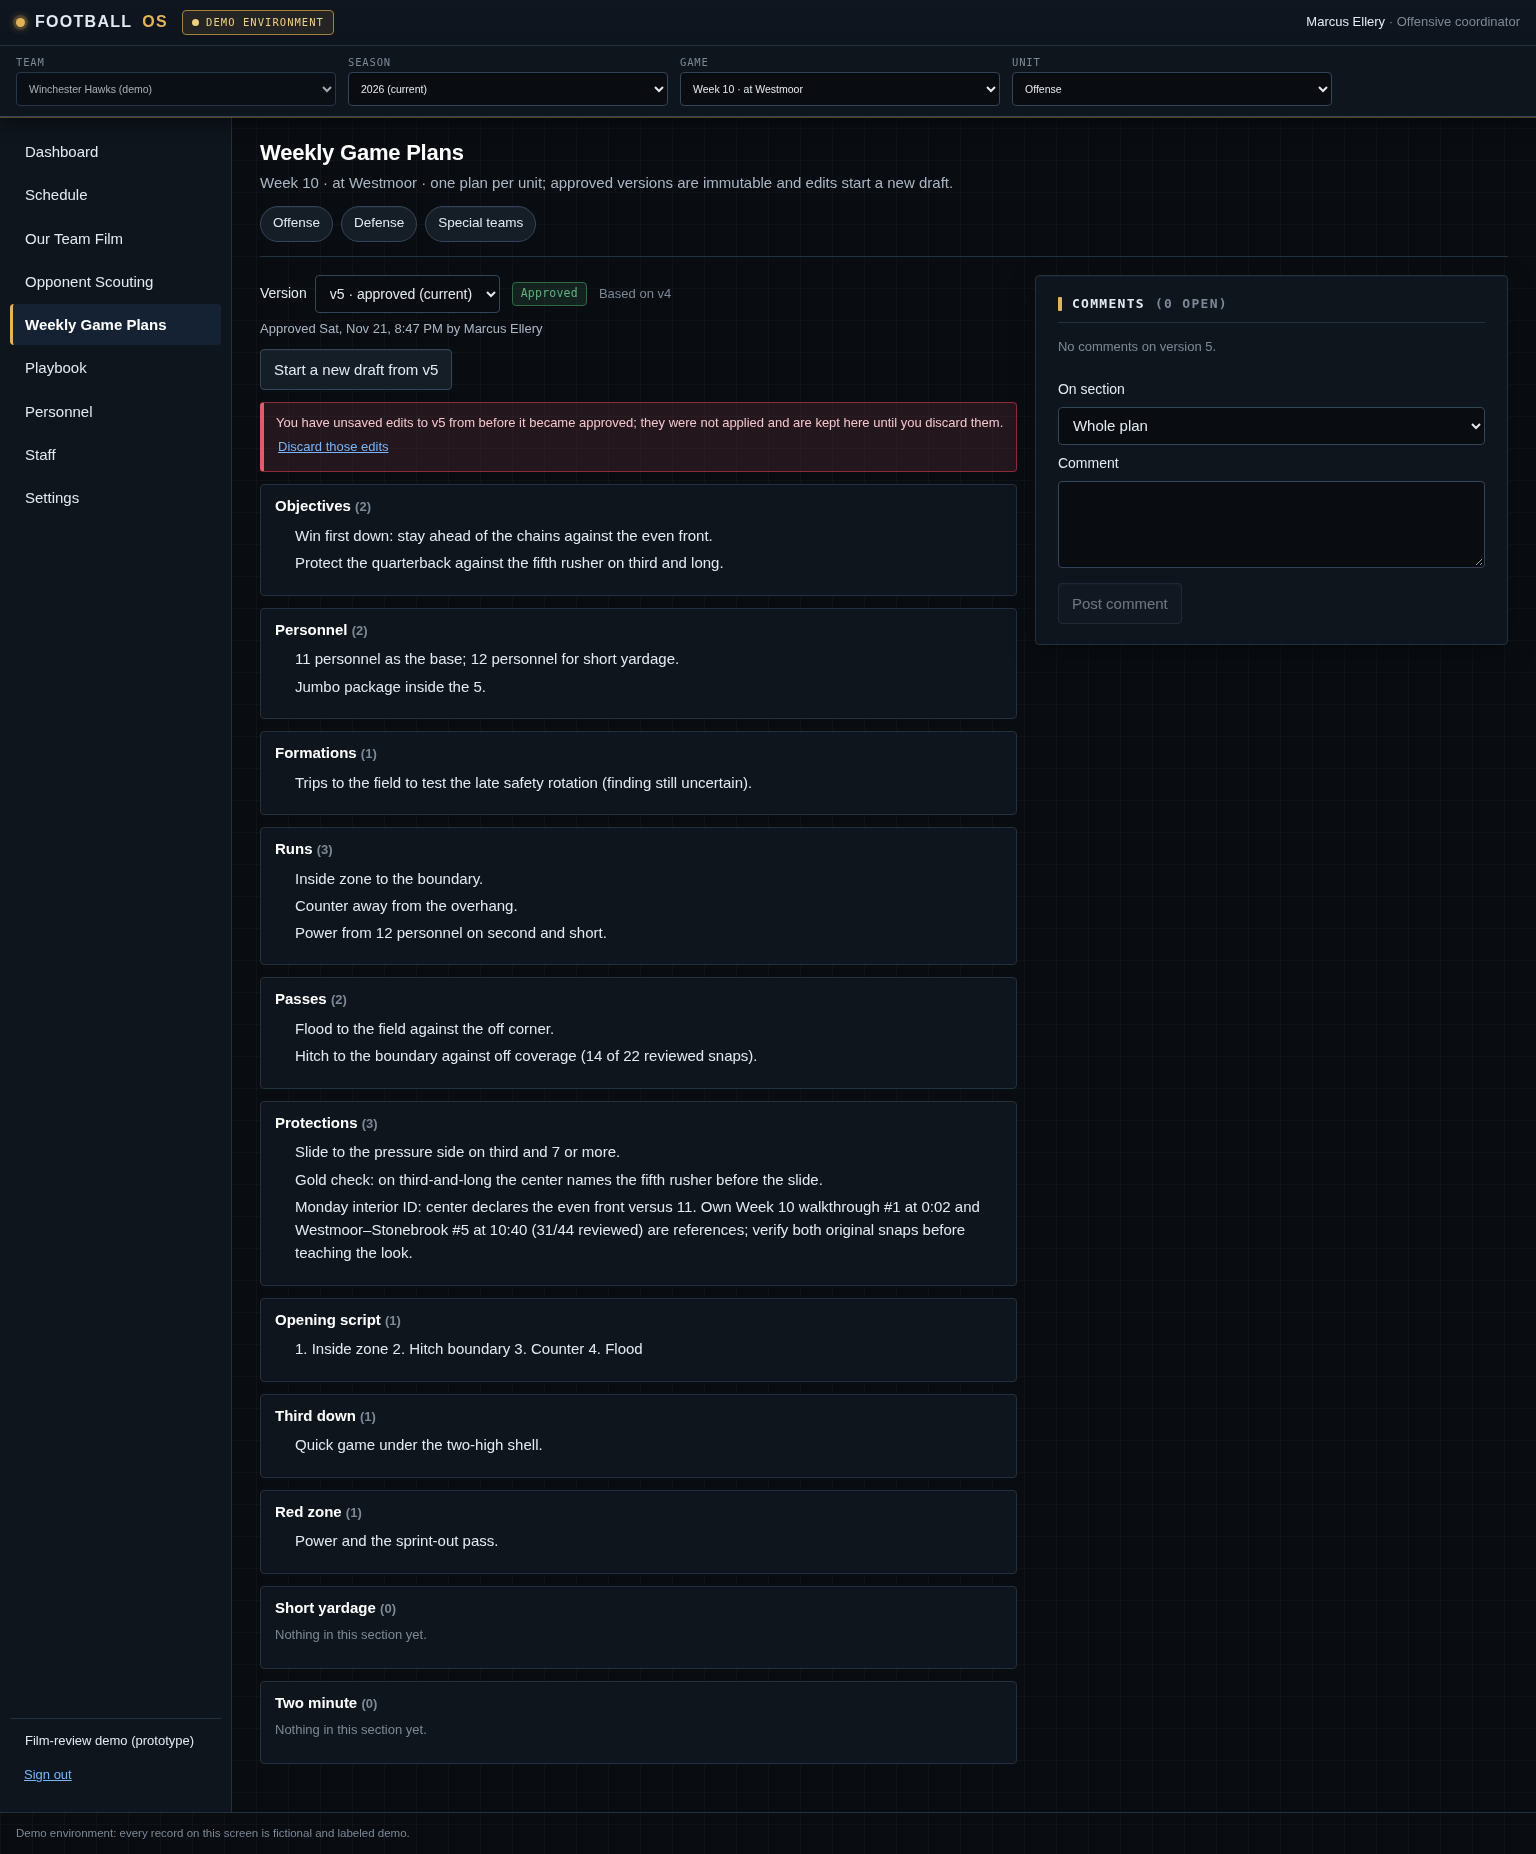 FOOTBALL OS
DEMO ENVIRONMENT
Marcus Ellery · Offensive coordinator
TEAM
Winchester Hawks (demo)
SEASON
2026 (current)
GAME
Week 10 · at Westmoor
UNIT
Offense
Dashboard
Schedule
Our Team Film
Opponent Scouting
Weekly Game Plans
Playbook
Personnel
Staff
Settings
Film-review demo (prototype)
Sign out
Weekly Game Plans
Week 10 · at Westmoor · one plan per unit; approved versions are immutable and edits start a new draft.
Offense
Defense
Special teams
Version
v5 · approved (current)
Approved
Based on v4
Approved Sat, Nov 21, 8:47 PM by Marcus Ellery
Start a new draft from v5
You have unsaved edits to v5 from before it became approved; they were not applied and are kept here until you discard them.
Discard those edits
Objectives (2)
Win first down: stay ahead of the chains against the even front.
Protect the quarterback against the fifth rusher on third and long.
Personnel (2)
11 personnel as the base; 12 personnel for short yardage.
Jumbo package inside the 5.
Formations (1)
Trips to the field to test the late safety rotation (finding still uncertain).
Runs (3)
Inside zone to the boundary.
Counter away from the overhang.
Power from 12 personnel on second and short.
Passes (2)
Flood to the field against the off corner.
Hitch to the boundary against off coverage (14 of 22 reviewed snaps).
Protections (3)
Slide to the pressure side on third and 7 or more.
Gold check: on third-and-long the center names the fifth rusher before the slide.
Monday interior ID: center declares the even front versus 11. Own Week 10 walkthrough #1 at 0:02 and
Westmoor–Stonebrook #5 at 10:40 (31/44 reviewed) are references; verify both original snaps before
teaching the look.
Opening script (1)
1. Inside zone 2. Hitch boundary 3. Counter 4. Flood
Third down (1)
Quick game under the two-high shell.
Red zone (1)
Power and the sprint-out pass.
Short yardage (0)
Nothing in this section yet.
Two minute (0)
Nothing in this section yet.
COMMENTS (0 OPEN)
No comments on version 5.
On section
Whole plan
Comment
Post comment
Demo environment: every record on this screen is fictional and labeled demo.